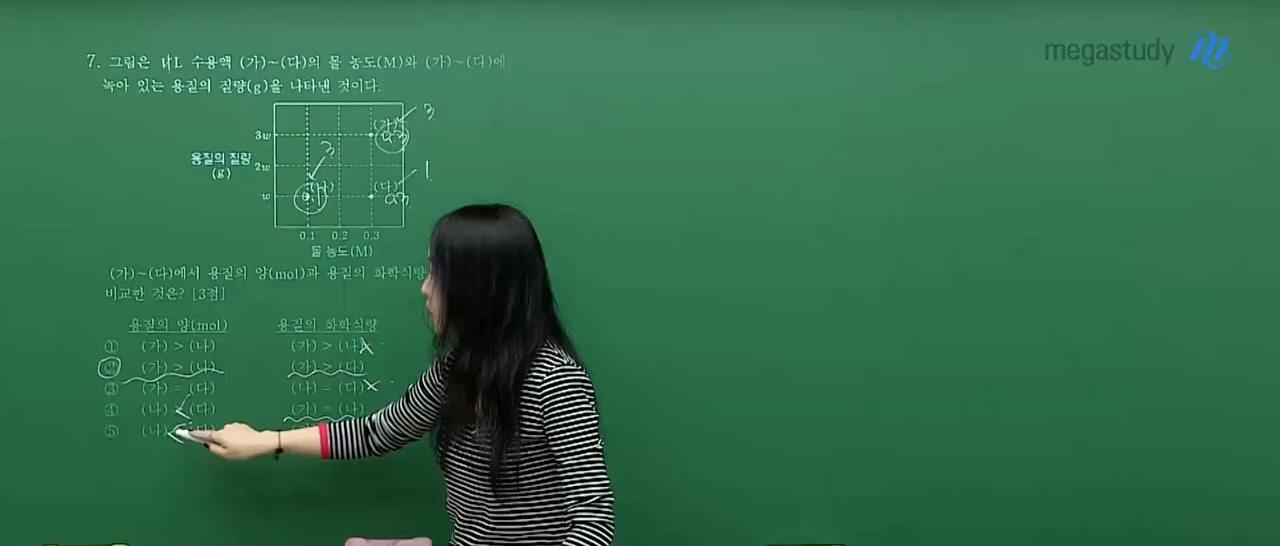 megastudy
7. 그림은 1L 수용액 (가)~(다)의 몰 농도(M)와 (가)~(다)에
녹아 있는 용질의 질량(g)을 나타낸 것이다.
용질의 질량
(g)
3w
2w
w
(가)
3
3
(나)
(다)
1
0.1 0.2 0.3
몰 농도(M)
(가)~(다)에서 용질의 양(mol)과 용질의 화학식량
비교한 것은? [3점]
용질의 양(mol) 용질의 화학식량
① (가) > (나) (가) > (나)
② (가) > (나) (가) > (다)
③ (가) = (다) (나) = (다)
④ (나) < (다) (가) = (나)
⑤ (나)